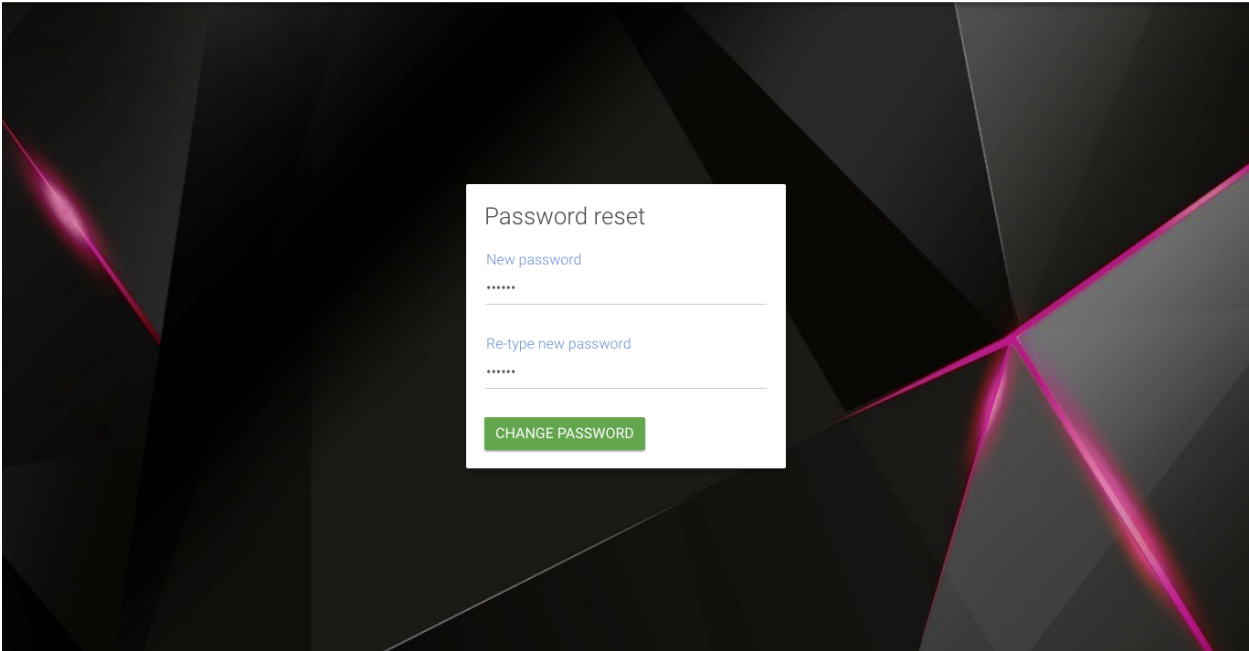 Password reset
New password
••••••
Re-type new password
••••••
CHANGE PASSWORD